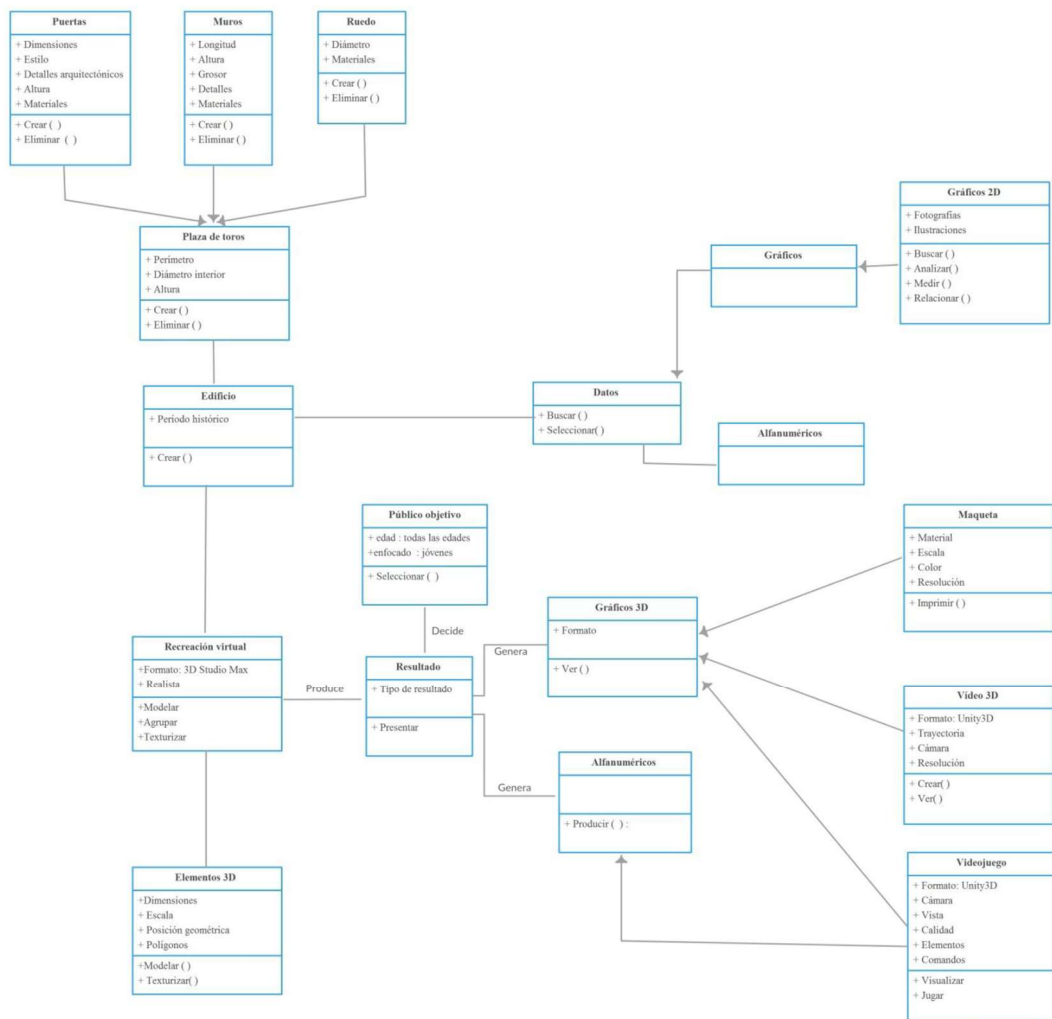 Puertas
+ Dimensiones
+ Estilo
+ Detalles arquitectónicos
+ Altura
+ Materiales
+ Crear ( )
+ Eliminar ( )
Muros
+ Longitud
+ Altura
+ Grosor
+ Detalles
+ Materiales
+ Crear ( )
+ Eliminar ( )
Ruedo
+ Diámetro
+ Materiales
+ Crear ( )
+ Eliminar ( )
Plaza de toros
+ Perímetro
+ Diámetro interior
+ Altura
+ Crear ( )
+ Eliminar ( )
Gráficos
Gráficos 2D
+ Fotografías
+ Ilustraciones
+ Buscar ( )
+ Analizar( )
+ Medir ( )
+ Relacionar ( )
Edificio
+ Período histórico
+ Crear ( )
Datos
+ Buscar ( )
+ Seleccionar( )
Alfanuméricos
Público objetivo
+ edad : todas las edades
+enfocado : jóvenes
+ Seleccionar ( )
Decide
Recreación virtual
+Formato: 3D Studio Max
+ Realista
+Modelar
+Agrupar
+Texturizar
Produce
Resultado
+ Tipo de resultado
+ Presentar
Genera
Gráficos 3D
+ Formato
+ Ver ( )
Genera
Alfanuméricos
+ Producir ( ) :
Maqueta
+ Material
+ Escala
+ Color
+ Resolución
+ Imprimir ( )
Vídeo 3D
+ Formato: Unity3D
+ Trayectoria
+ Cámara
+ Resolución
+ Crear( )
+ Ver( )
Elementos 3D
+Dimensiones
+ Escala
+ Posición geométrica
+ Polígonos
+Modelar ( )
+ Texturizar( )
Videojuego
+ Formato: Unity3D
+ Cámara
+ Vista
+ Calidad
+ Elementos
+ Comandos
+ Visualizar
+ Jugar